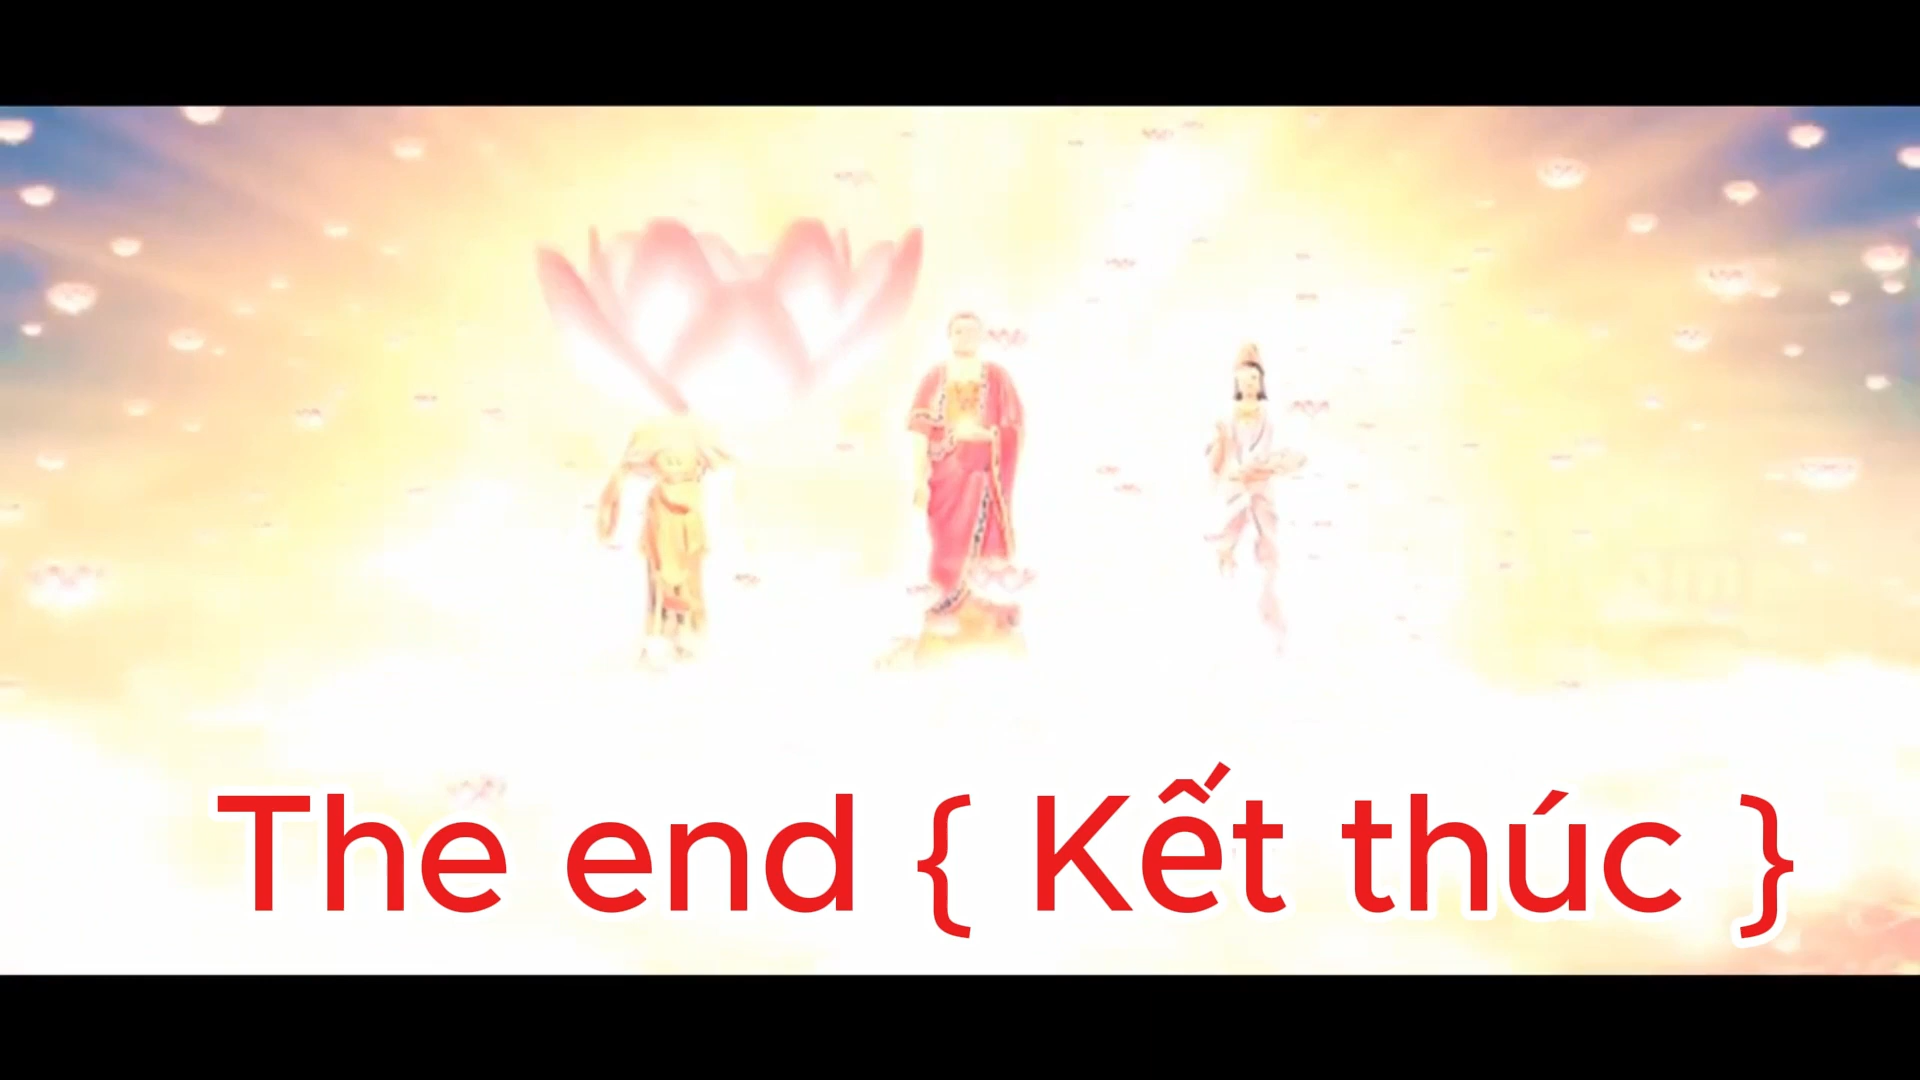 The end { Kết thúc }